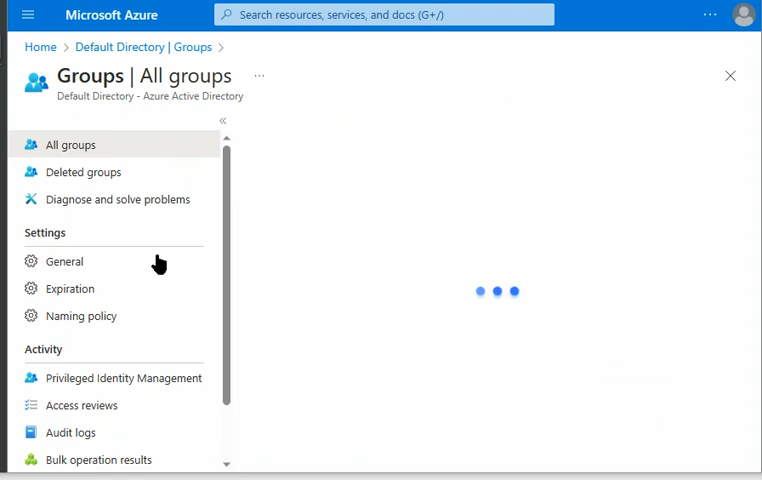 Microsoft Azure
Search resources, services, and docs (G+/)
Home > Default Directory | Groups >
Groups | All groups
Default Directory - Azure Active Directory
All groups
Deleted groups
Diagnose and solve problems
Settings
General
Expiration
Naming policy
Activity
Privileged Identity Management
Access reviews
Audit logs
Bulk operation results